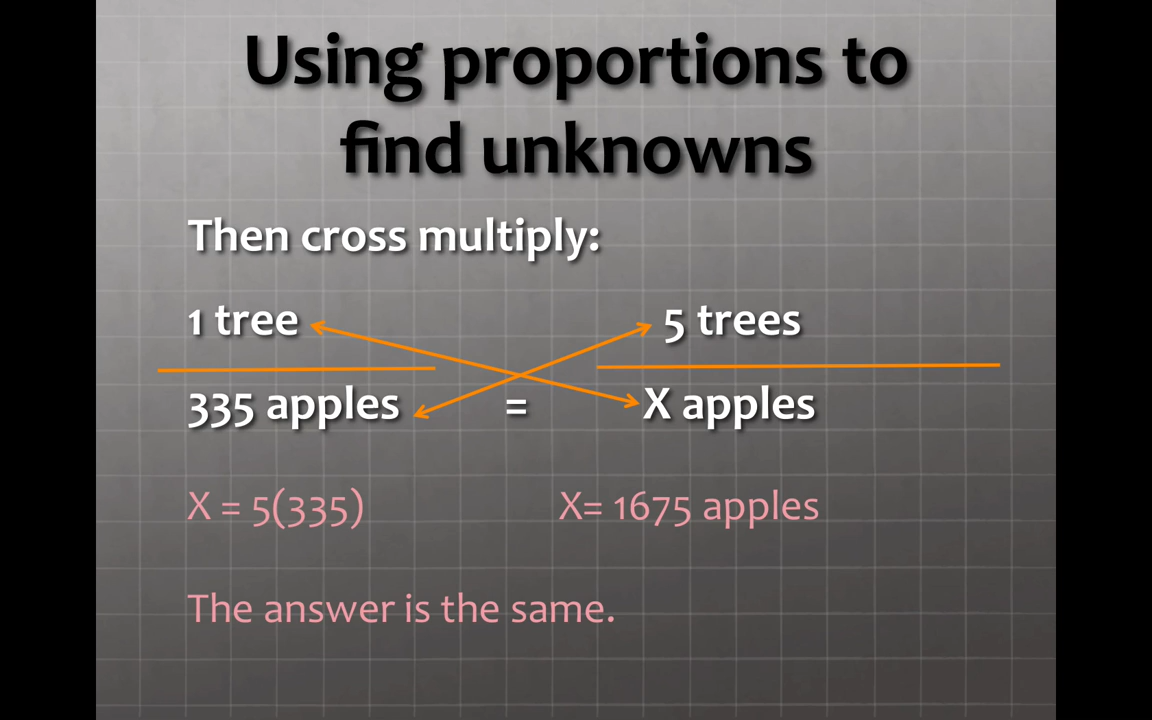 Using proportions to
find unknowns
Then cross multiply:
1 tree 5 trees
335 apples = X apples
X = 5(335) X= 1675 apples
The answer is the same.